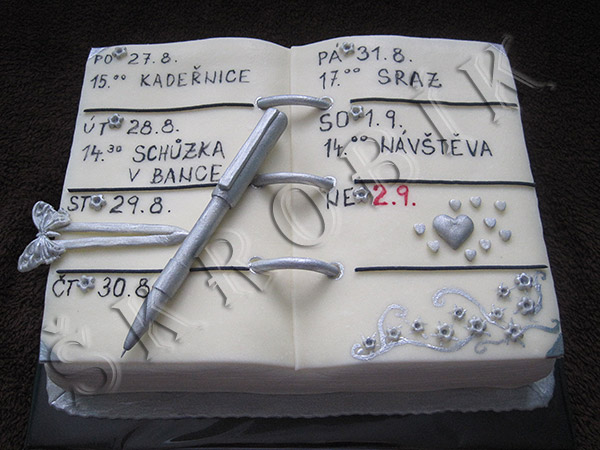 PO 27.8.
15.⁰⁰ KADEŘNICE
ÚT 28.8.
14.³⁰ SCHŮZKA
V BANCE
ST 29.8.
ČT 30.8.
PÁ 31.8.
17.⁰⁰ SRAZ
SO 1.9.
14.⁰⁰ NÁVŠTĚVA
NE 2.9.
SKROBIK